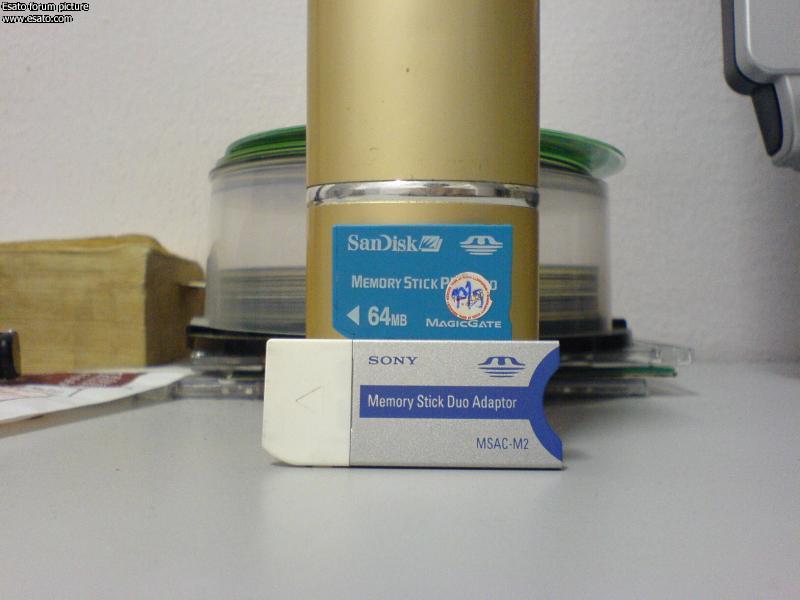 Esato forum picture
www.esato.com
SanDisk
MEMORY STICK
64MB
MAGICGATE
SONY
Memory Stick Duo Adaptor
MSAC-M2